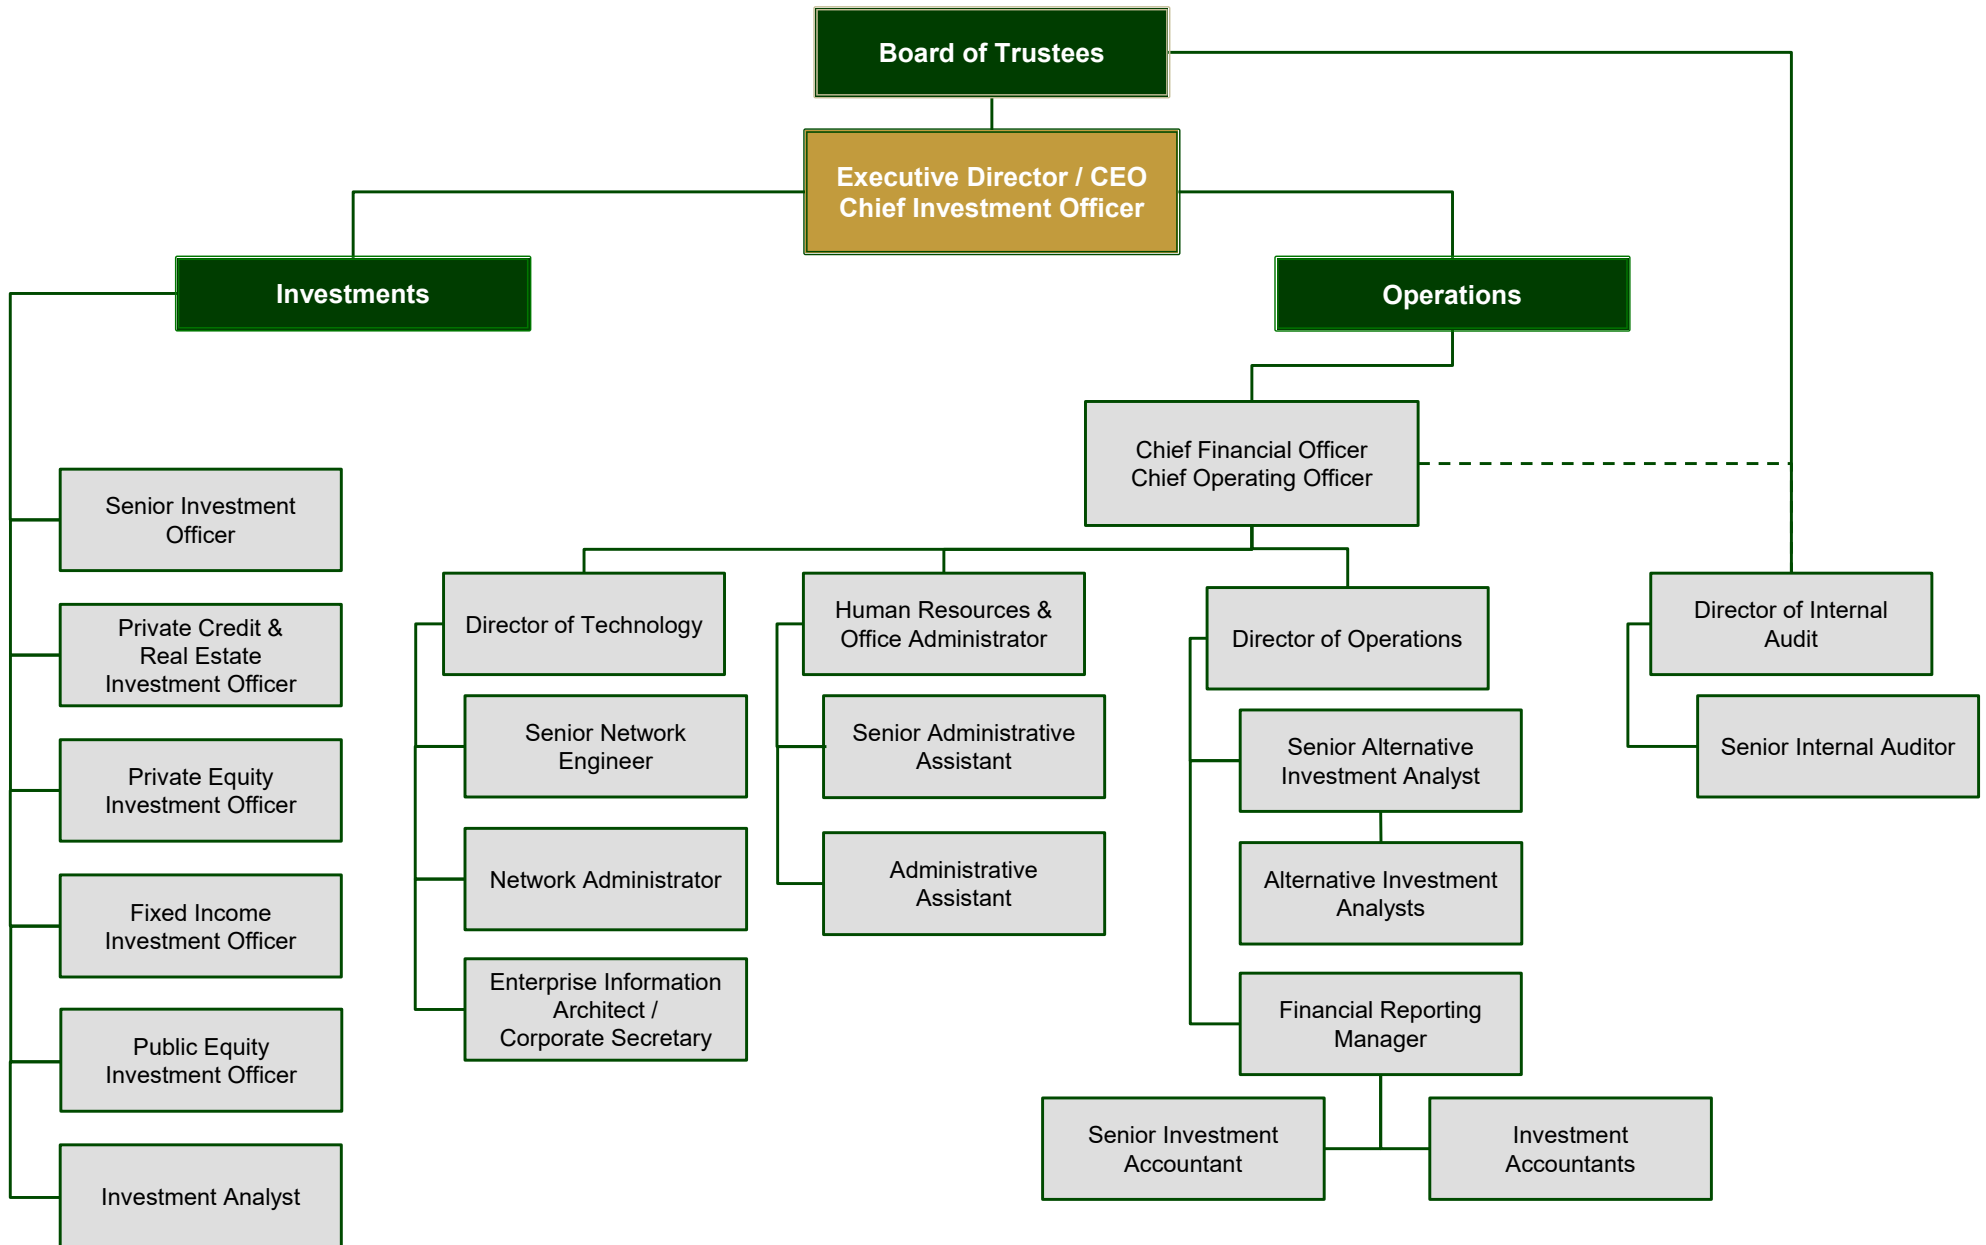 Board of Trustees
Executive Director / CEO
Chief Investment Officer
Investments
Operations
Chief Financial Officer
Chief Operating Officer
Senior Investment
Officer
Private Credit &
Real Estate
Investment Officer
Private Equity
Investment Officer
Fixed Income
Investment Officer
Public Equity
Investment Officer
Investment Analyst
Director of Technology
Senior Network
Engineer
Network Administrator
Enterprise Information
Architect /
Corporate Secretary
Human Resources &
Office Administrator
Senior Administrative
Assistant
Administrative
Assistant
Director of Operations
Senior Alternative
Investment Analyst
Alternative Investment
Analysts
Financial Reporting
Manager
Senior Investment
Accountant
Investment
Accountants
Director of Internal
Audit
Senior Internal Auditor